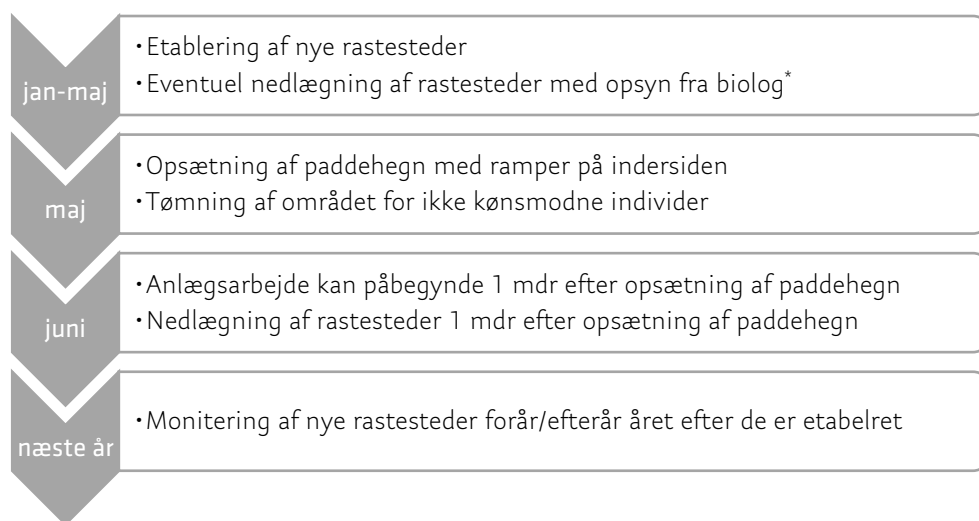 jan-maj
·Etablering af nye rastesteder
·Eventuel nedlægning af rastesteder med opsyn fra biolog*
maj
·Opsætning af paddehegn med ramper på indersiden
·Tømning af området for ikke kønsmodne individer
juni
·Anlægsarbejde kan påbegynde 1 mdr efter opsætning af paddehegn
·Nedlægning af rastesteder 1 mdr efter opsætning af paddehegn
næste år
·Monitering af nye rastesteder forår/efterår året efter de er etabelret